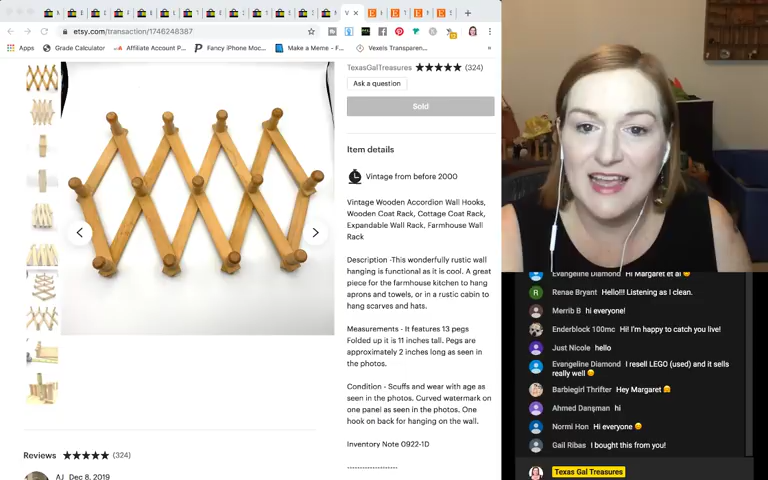 etsy.com/transaction/1746248387
Apps
Grade Calculator
Affiliate Account P...
Fancy iPhone Moc...
Make a Meme - F...
Vexels Transparen...
TexasGalTreasures ★★★★★ (324)
Ask a question
Sold
Item details
Vintage from before 2000
Vintage Wooden Accordion Wall Hooks,
Wooden Coat Rack, Cottage Coat Rack,
Expandable Wall Rack, Farmhouse Wall
Rack
Description -This wonderfully rustic wall
hanging is functional as it is cool. A great
piece for the farmhouse kitchen to hang
aprons and towels, or in a rustic cabin to
hang scarves and hats.
Measurements - It features 13 pegs
Folded up it is 11 inches tall. Pegs are
approximately 2 inches long as seen in
the photos.
Condition - Scuffs and wear with age as
seen in the photos. Curved watermark on
one panel as seen in the photos. One
hook on back for hanging on the wall.
Inventory Note 0922-1D
--------------------
Reviews ★★★★★ (324)
AJ Dec 8, 2019
Evangeline Diamond Hi Margaret et al
R
Renae Bryant Hello!!! Listening as I clean.
Merrib B hi everyone!
Enderblock 100mc Hi! I'm happy to catch you live!
Just Nicole hello
Evangeline Diamond I resell LEGO (used) and it sells
really well
Barbiegirl Thrifter Hey Margaret
Ahmed Danışman hi
Normi Hon Hi everyone
Gail Ribas I bought this from you!
Texas Gal Treasures